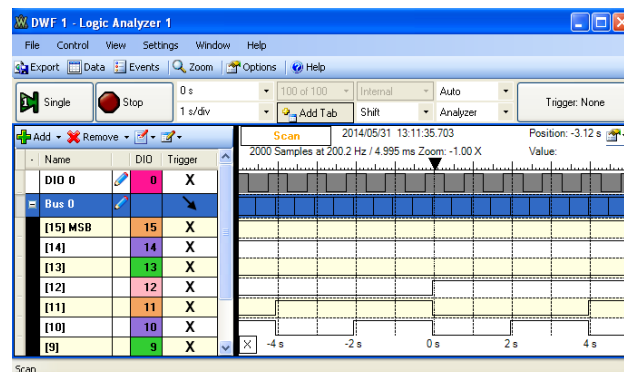 DWF 1 - Logic Analyzer 1
File Control View Settings Window Help
Export Data Events Zoom Options Help
Single Stop 0 s 100 of 100 Internal Auto Trigger: None
1 s/div Add Tab Shift Analyzer
Add Remove Scan 2014/05/31 13:11:35.703 Position: -3.12 s
2000 Samples at 200.2 Hz / 4.995 ms Zoom: -1.00 X Value:
Name DIO Trigger
DIO 0 0 X
Bus 0
[15] MSB 15 X
[14] 14 X
[13] 13 X
[12] 12 X
[11] 11 X
[10] 10 X
[9] 9 X X -4 s -2 s 0 s 2 s 4 s
Scan